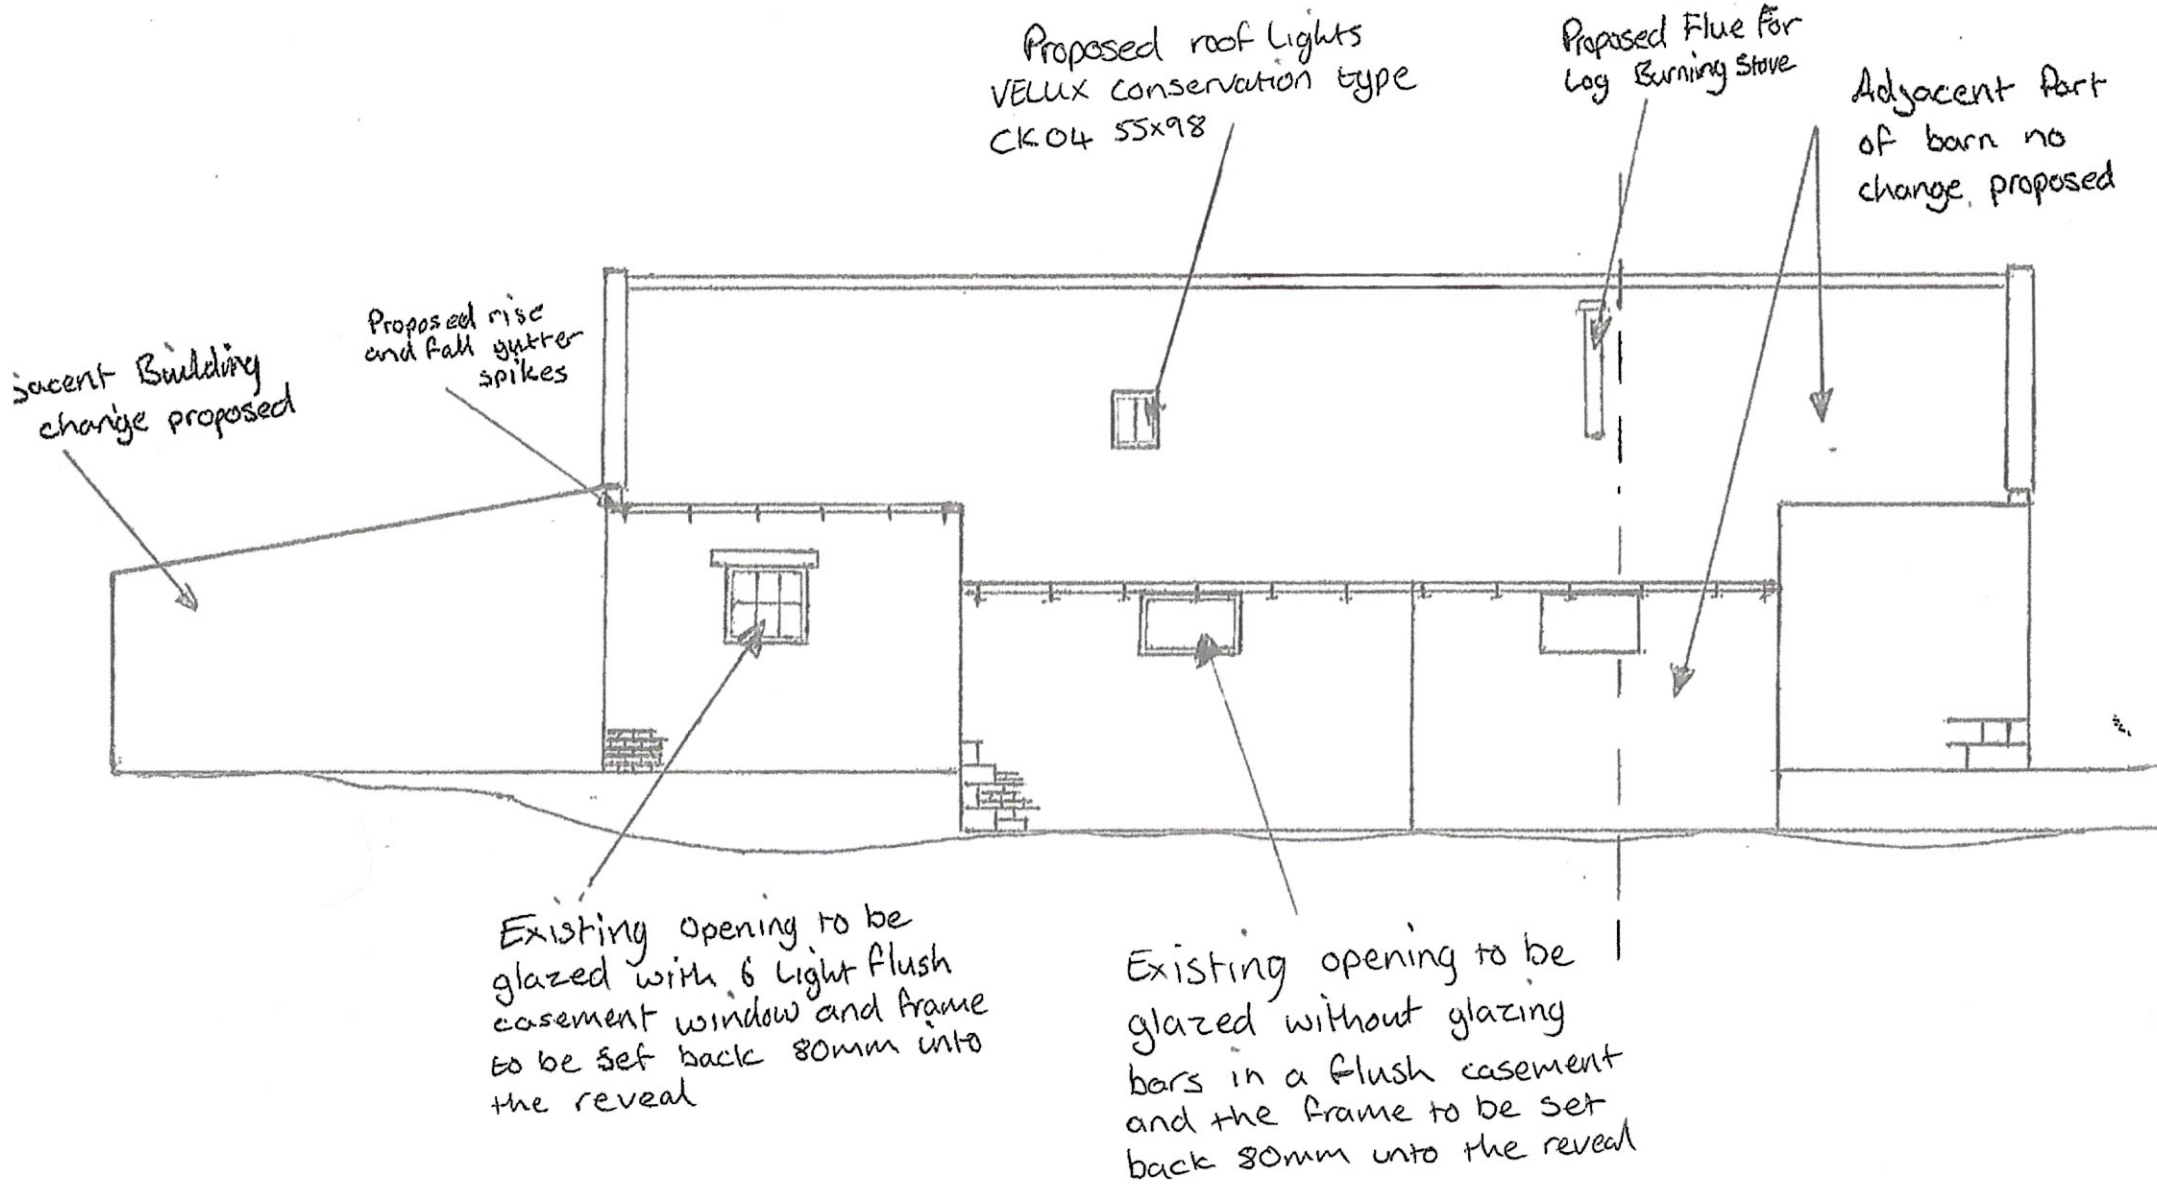 Proposed roof Lights
VELUX conservation type
CK04 55x98
Proposed Flue For
Log Burning Stove
Adjacent Part
of barn no
change proposed
Proposed rise
and fall gutter
spikes
jacent Building
change proposed
Existing opening to be
glazed with 6 Light flush
casement window and frame
to be set back 80mm into
the reveal
Existing opening to be
glazed without glazing
bars in a flush casement
and the frame to be set
back 80mm unto the reveal